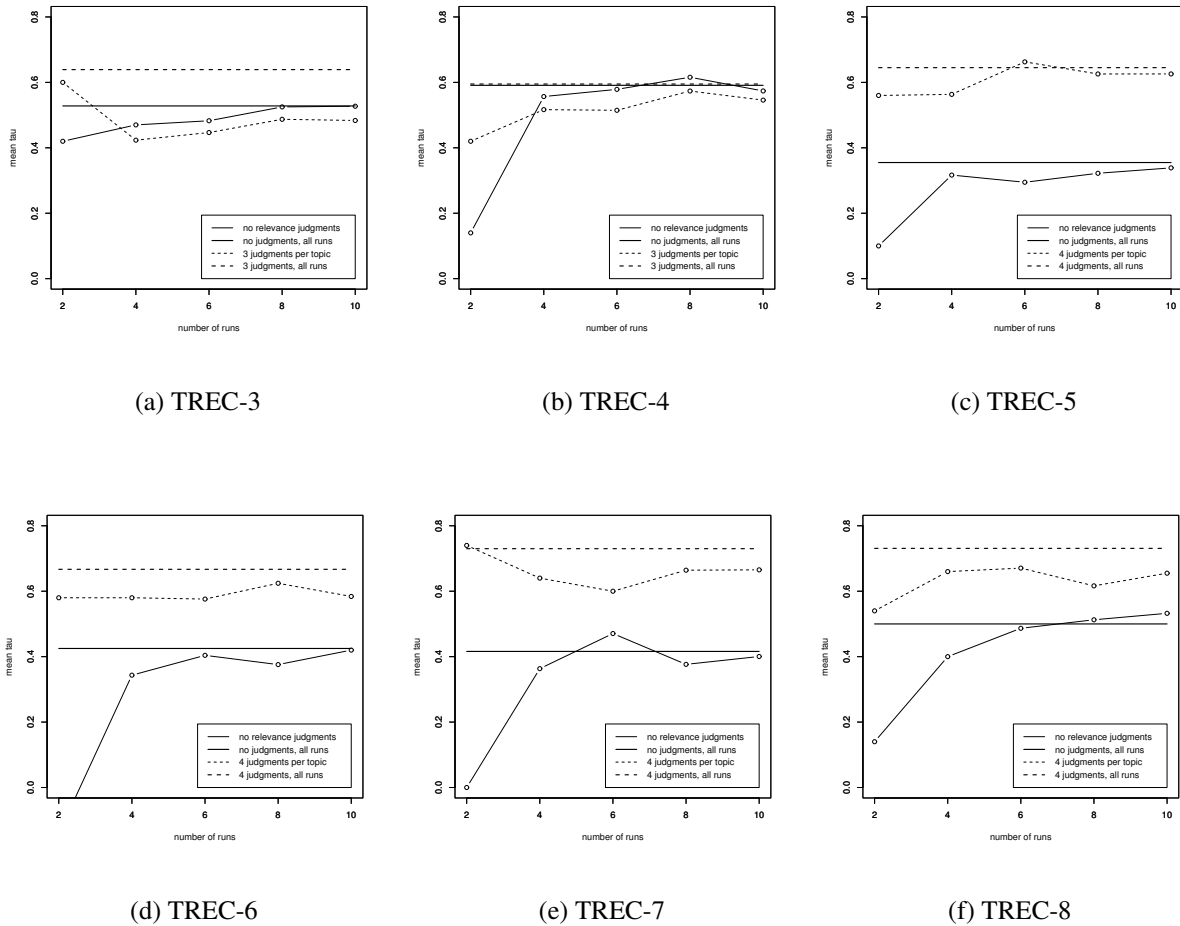 0.8
0.6
0.4
0.2
0.0
mean tau
no relevance judgments
no judgments, all runs
3 judgments per topic
3 judgments, all runs
2 4 6 8 10
number of runs
(a) TREC-3
0.8
0.6
0.4
0.2
0.0
mean tau
no relevance judgments
no judgments, all runs
3 judgments per topic
3 judgments, all runs
2 4 6 8 10
number of runs
(b) TREC-4
0.8
0.6
0.4
0.2
0.0
mean tau
no relevance judgments
no judgments, all runs
4 judgments per topic
4 judgments, all runs
2 4 6 8 10
number of runs
(c) TREC-5
0.8
0.6
0.4
0.2
0.0
mean tau
no relevance judgments
no judgments, all runs
4 judgments per topic
4 judgments, all runs
2 4 6 8 10
number of runs
(d) TREC-6
0.8
0.6
0.4
0.2
0.0
mean tau
no relevance judgments
no judgments, all runs
4 judgments per topic
4 judgments, all runs
2 4 6 8 10
number of runs
(e) TREC-7
0.8
0.6
0.4
0.2
0.0
mean tau
no relevance judgments
no judgments, all runs
4 judgments per topic
4 judgments, all runs
2 4 6 8 10
number of runs
(f) TREC-8